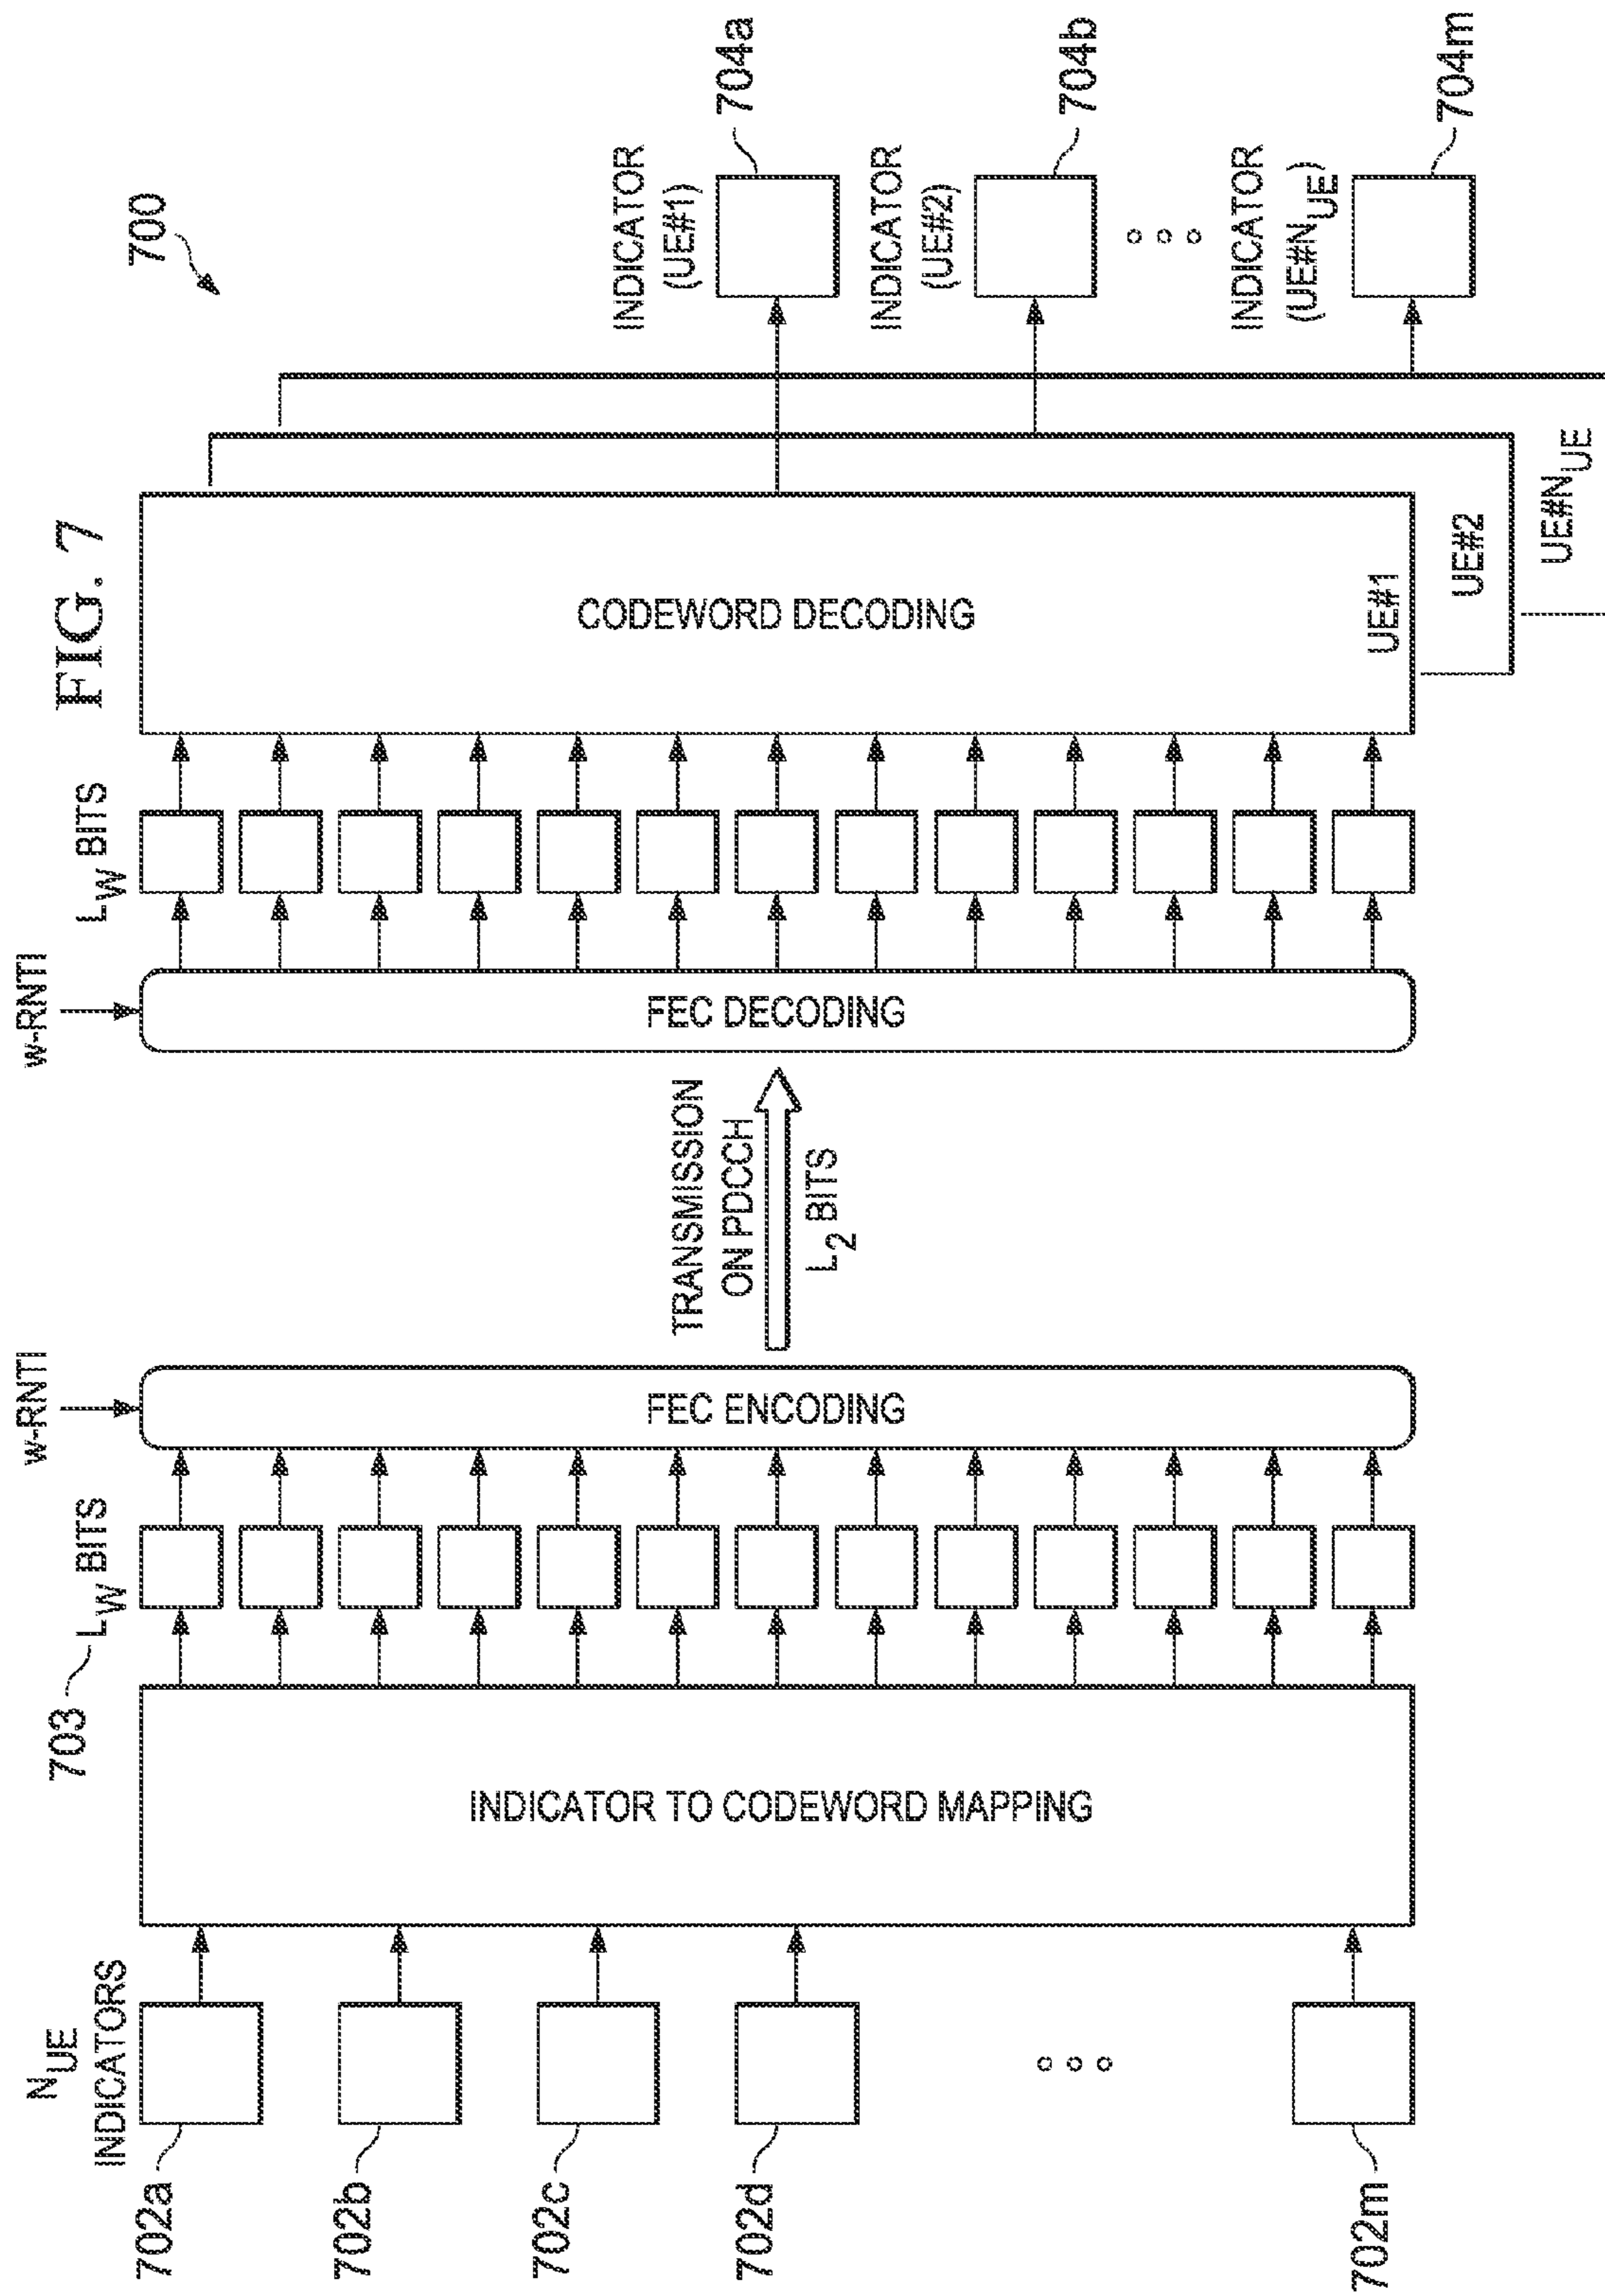 FIG. 7
700
N_UE
INDICATORS
702a
702b
702c
702d
702m
INDICATOR TO CODEWORD MAPPING
703
L_W BITS
w-RNTI
FEC ENCODING
TRANSMISSION
ON PDCCH
L_2 BITS
w-RNTI
FEC DECODING
L_W BITS
CODEWORD DECODING
UE#1
UE#2
UE#N_UE
INDICATOR
(UE#1)
704a
INDICATOR
(UE#2)
704b
INDICATOR
(UE#N_UE)
704m